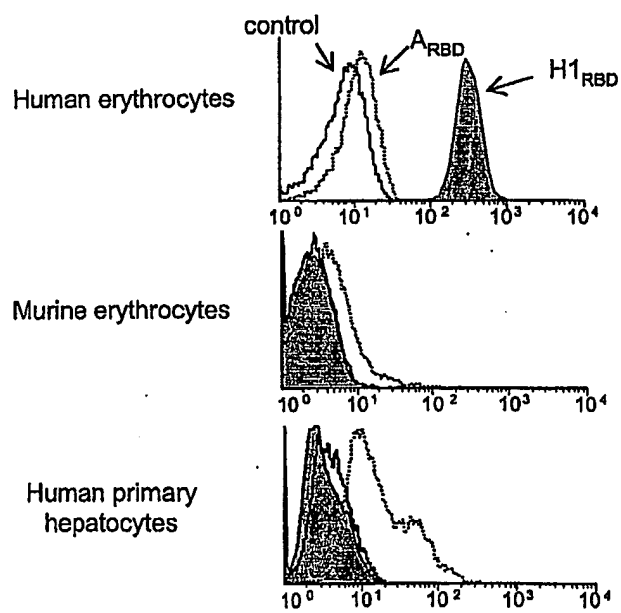 control
A_RBD
H1_RBD
Human erythrocytes
10^0 10^1 10^2 10^3 10^4
Murine erythrocytes
10^0 10^1 10^2 10^3 10^4
Human primary
hepatocytes
10^0 10^1 10^2 10^3 10^4